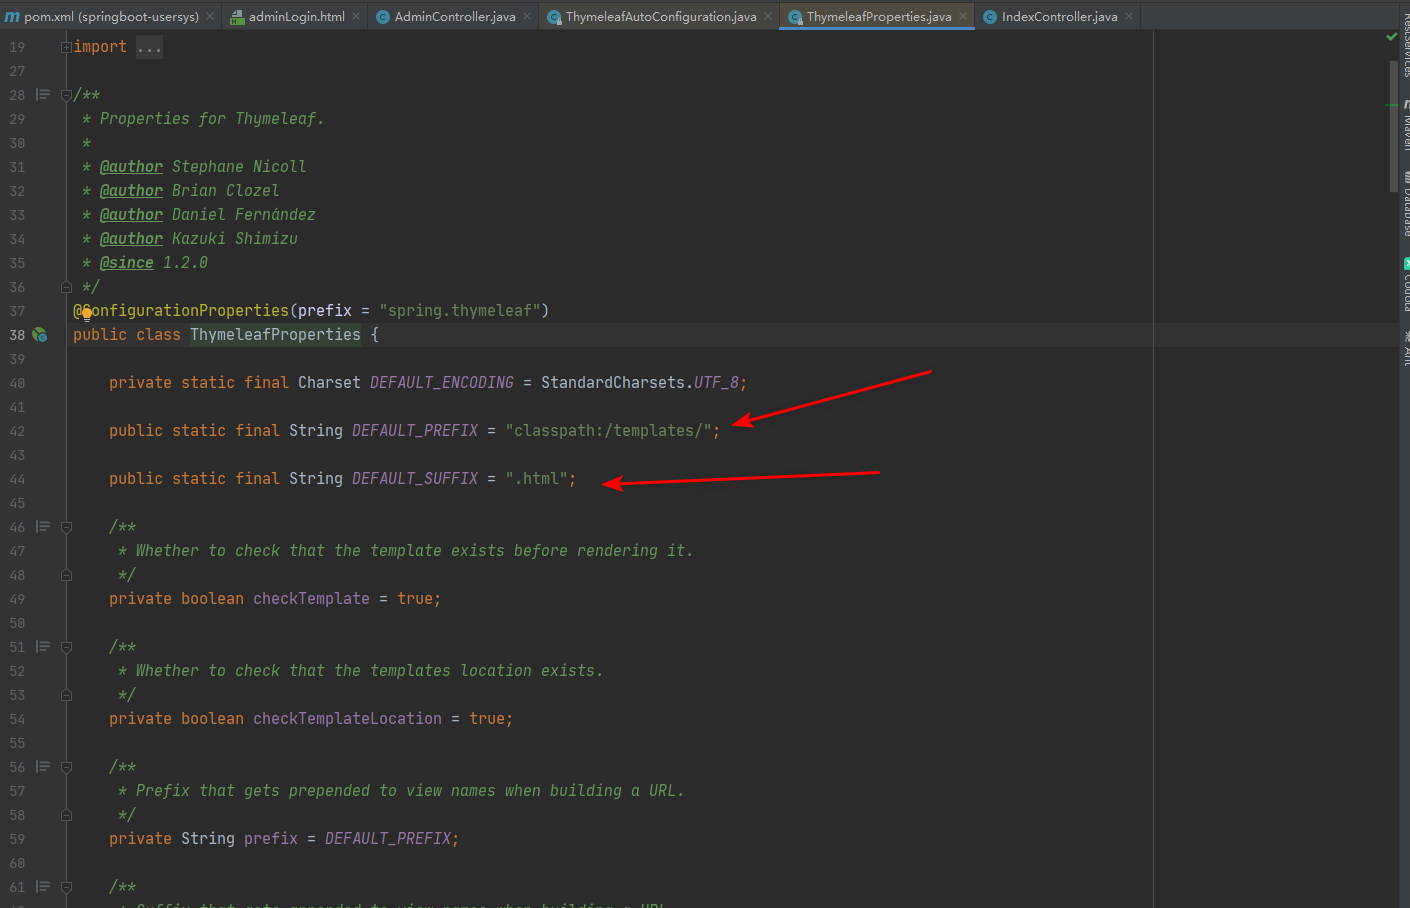 pom.xml (springboot-usersys)
adminLogin.html
AdminController.java
ThymeleafAutoConfiguration.java
ThymeleafProperties.java
IndexController.java
19 import ...
27
28 /**
29 * Properties for Thymeleaf.
30 *
31 * @author Stephane Nicoll
32 * @author Brian Clozel
33 * @author Daniel Fernández
34 * @author Kazuki Shimizu
35 * @since 1.2.0
36 */
37 @ConfigurationProperties(prefix = "spring.thymeleaf")
38 public class ThymeleafProperties {
39
40 private static final Charset DEFAULT_ENCODING = StandardCharsets.UTF_8;
41
42 public static final String DEFAULT_PREFIX = "classpath:/templates/";
43
44 public static final String DEFAULT_SUFFIX = ".html";
45
46 /**
47 * Whether to check that the template exists before rendering it.
48 */
49 private boolean checkTemplate = true;
50
51 /**
52 * Whether to check that the templates location exists.
53 */
54 private boolean checkTemplateLocation = true;
55
56 /**
57 * Prefix that gets prepended to view names when building a URL.
58 */
59 private String prefix = DEFAULT_PREFIX;
60
61 /**
RestServices
Maven
Database
Codota
Ant